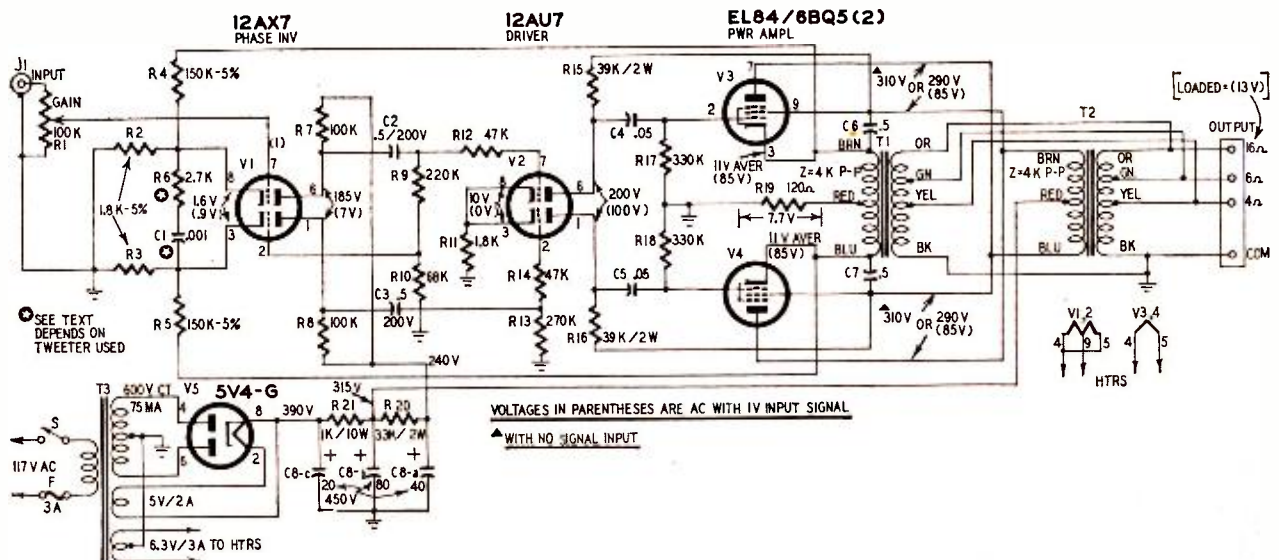 12AX7
PHASE INV
12AU7
DRIVER
EL84/6BQ5(2)
PWR AMPL
J1
INPUT
GAIN
100K
R1
R4
150K-5%
R2
R6
2.7K
1.8K-5%
C1
.001
R3
R5
150K-5%
V1
(1)
7
8
1.6V
(.9V)
3
2
6
1
185V
(7V)
R7
100K
R8
100K
C2
.5/200V
R9
220K
R10
68K
C3 .5
200V
R12 47K
V2
7
8
10V
(0V)
3
2
R11
1.8K
R14
47K
R13
270K
6
1
200V
(100V)
R15
39K/2W
R16
39K/2W
C4 .05
C5 .05
R17
330K
R18
330K
V3
7
2
9
3
11V AVER
(85V)
R19 120Ω
7.7V
11V AVER
(85V)
V4
▲310V OR 290V
(85V)
C6 .5
T1
BRN
Z=4K P-P
RED
BLU
C7 .5
OR
GN
YEL
BK
▲310V OR 290V
(85V)
T2
BRN
Z=4K P-P
RED
BLU
OR
GN
YEL
BK
[LOADED=(13V)]
OUTPUT
16Ω
6Ω
4Ω
COM
V1,2
4 9 5
V3,4
4 5
HTRS
SEE TEXT
DEPENDS ON
TWEETER USED
240V
315V
T3
600V CT
75 MA
V5
5V4-G
4
6
8
2
390V
R21
1K/10W
R20
33K/2W
C8-c
20
450V
80
C8-a
40
S
117V AC
F
3A
5V/2A
6.3V/3A TO HTRS
VOLTAGES IN PARENTHESES ARE AC WITH 1V INPUT SIGNAL
▲WITH NO SIGNAL INPUT